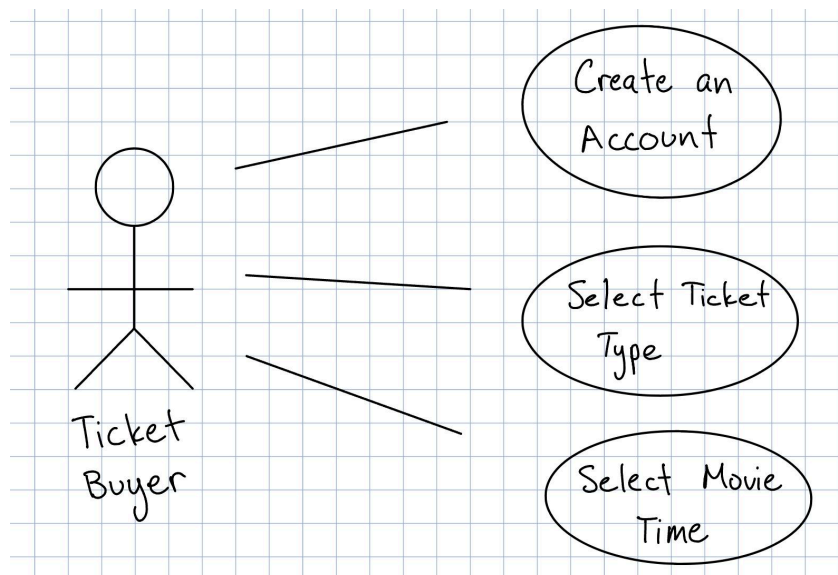 Create an
Account
Select Ticket
Type
Ticket
Buyer
Select Movie
Time